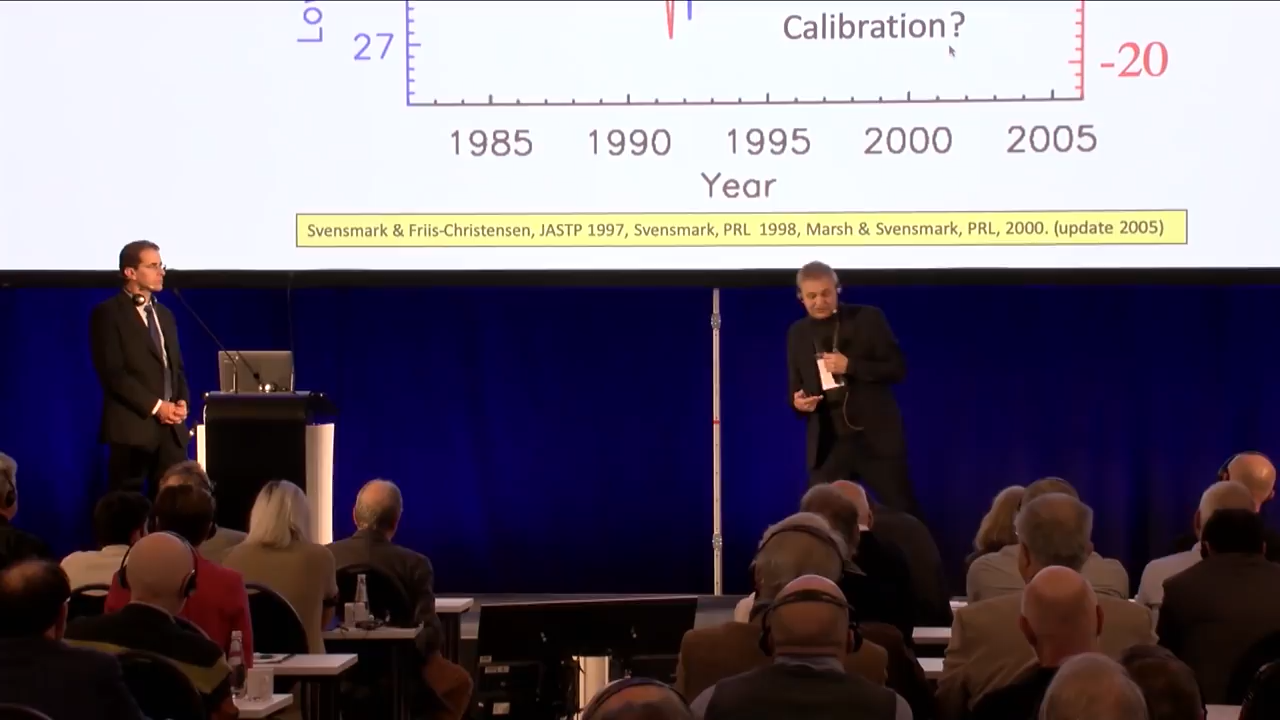 Calibration?
27
-20
1985 1990 1995 2000 2005
Year
Svensmark & Friis-Christensen, JASTP 1997, Svensmark, PRL 1998, Marsh & Svensmark, PRL, 2000. (update 2005)